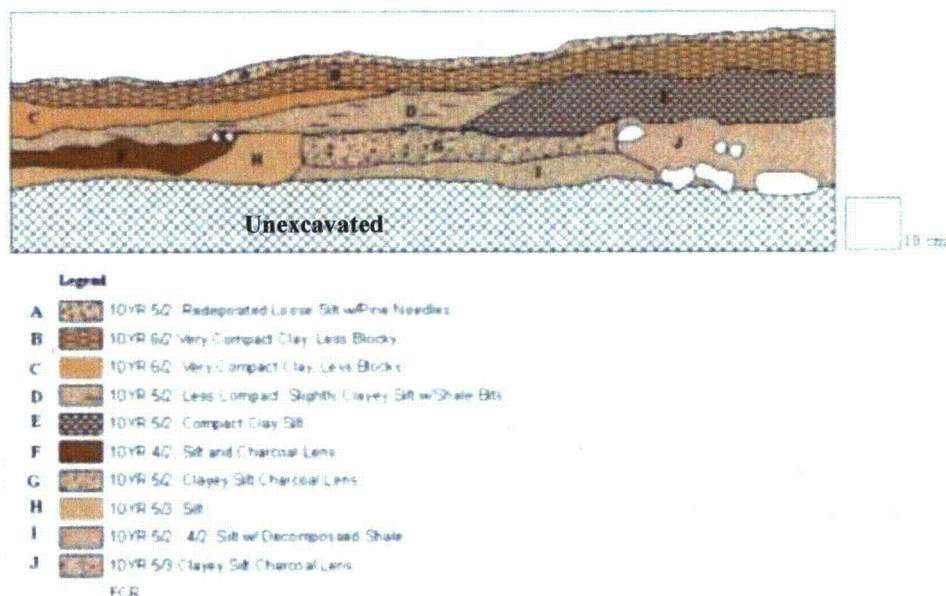 A
B
C
D
E
F
H
G
I
J
Unexcavated
10 cm
Legend
A 10YR 5/2 Redeposited Loose Silt w/Pine Needles
B 10YR 6/2 Very Compact Clay, Less Blocky
C 10YR 6/2 Very Compact Clay, Less Blocky
D 10YR 5/2 Less Compact Slightly Clayey Silt w/Shale Bits
E 10YR 5/2 Compact Clay Silt
F 10YR 4/2 Silt and Charcoal Lens
G 10YR 5/2 Clayey Silt Charcoal Lens
H 10YR 5/3 Silt
I 10YR 5/2 4/2 Silt w/ Decomposed Shale
J 10YR 5/3 Clayey Silt Charcoal Lens
FCR